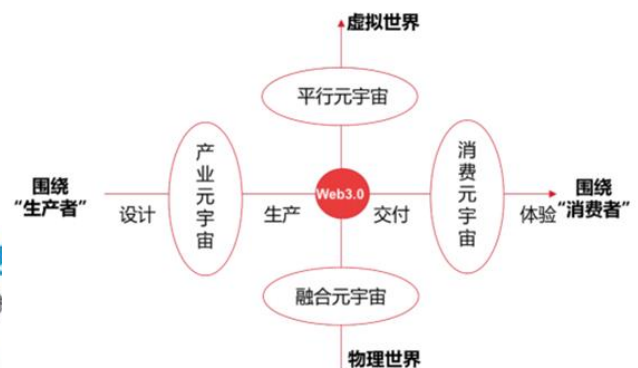 虚拟世界
平行元宇宙
产业元宇宙
消费元宇宙
围绕
“生产者”
设计
生产
Web3.0
交付
体验
围绕
“消费者”
融合元宇宙
物理世界